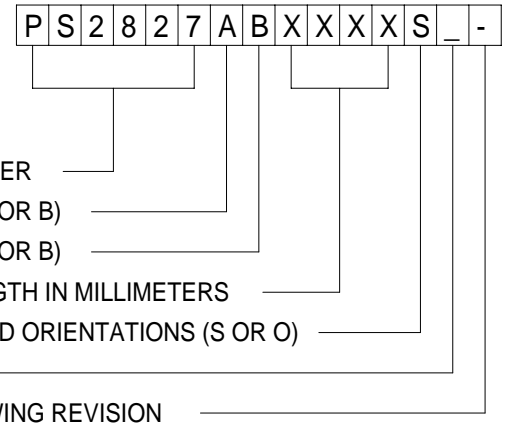 PS2827ABXXXXS_-
ER
OR B)
OR B)
GTH IN MILLIMETERS
D ORIENTATIONS (S OR O)
WING REVISION